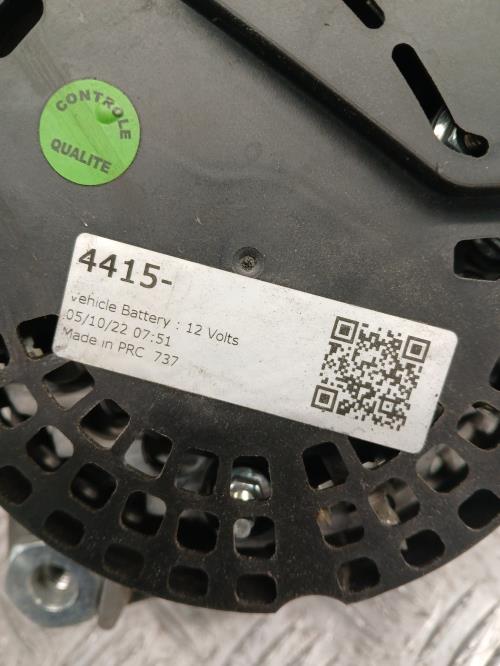 CONTROLE
QUALITE
4415-
Vehicle Battery : 12 Volts
05/10/22 07:51
Made in PRC 737